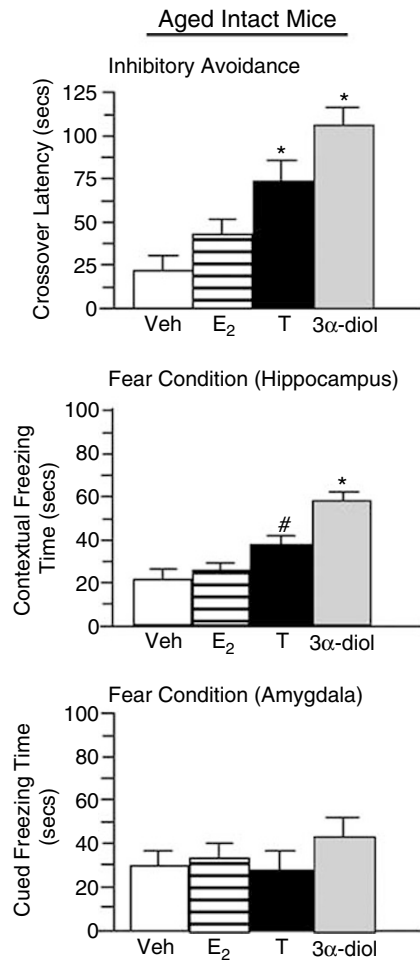 Aged Intact Mice
Inhibitory Avoidance
Crossover Latency (secs)
125
100
75
50
25
0
*
*
Veh
E₂
T
3α-diol
Fear Condition (Hippocampus)
Contextual Freezing
Time (secs)
100
80
60
40
20
0
#
*
Veh
E₂
T
3α-diol
Fear Condition (Amygdala)
Cued Freezing Time
(secs)
100
80
60
40
20
0
Veh
E₂
T
3α-diol